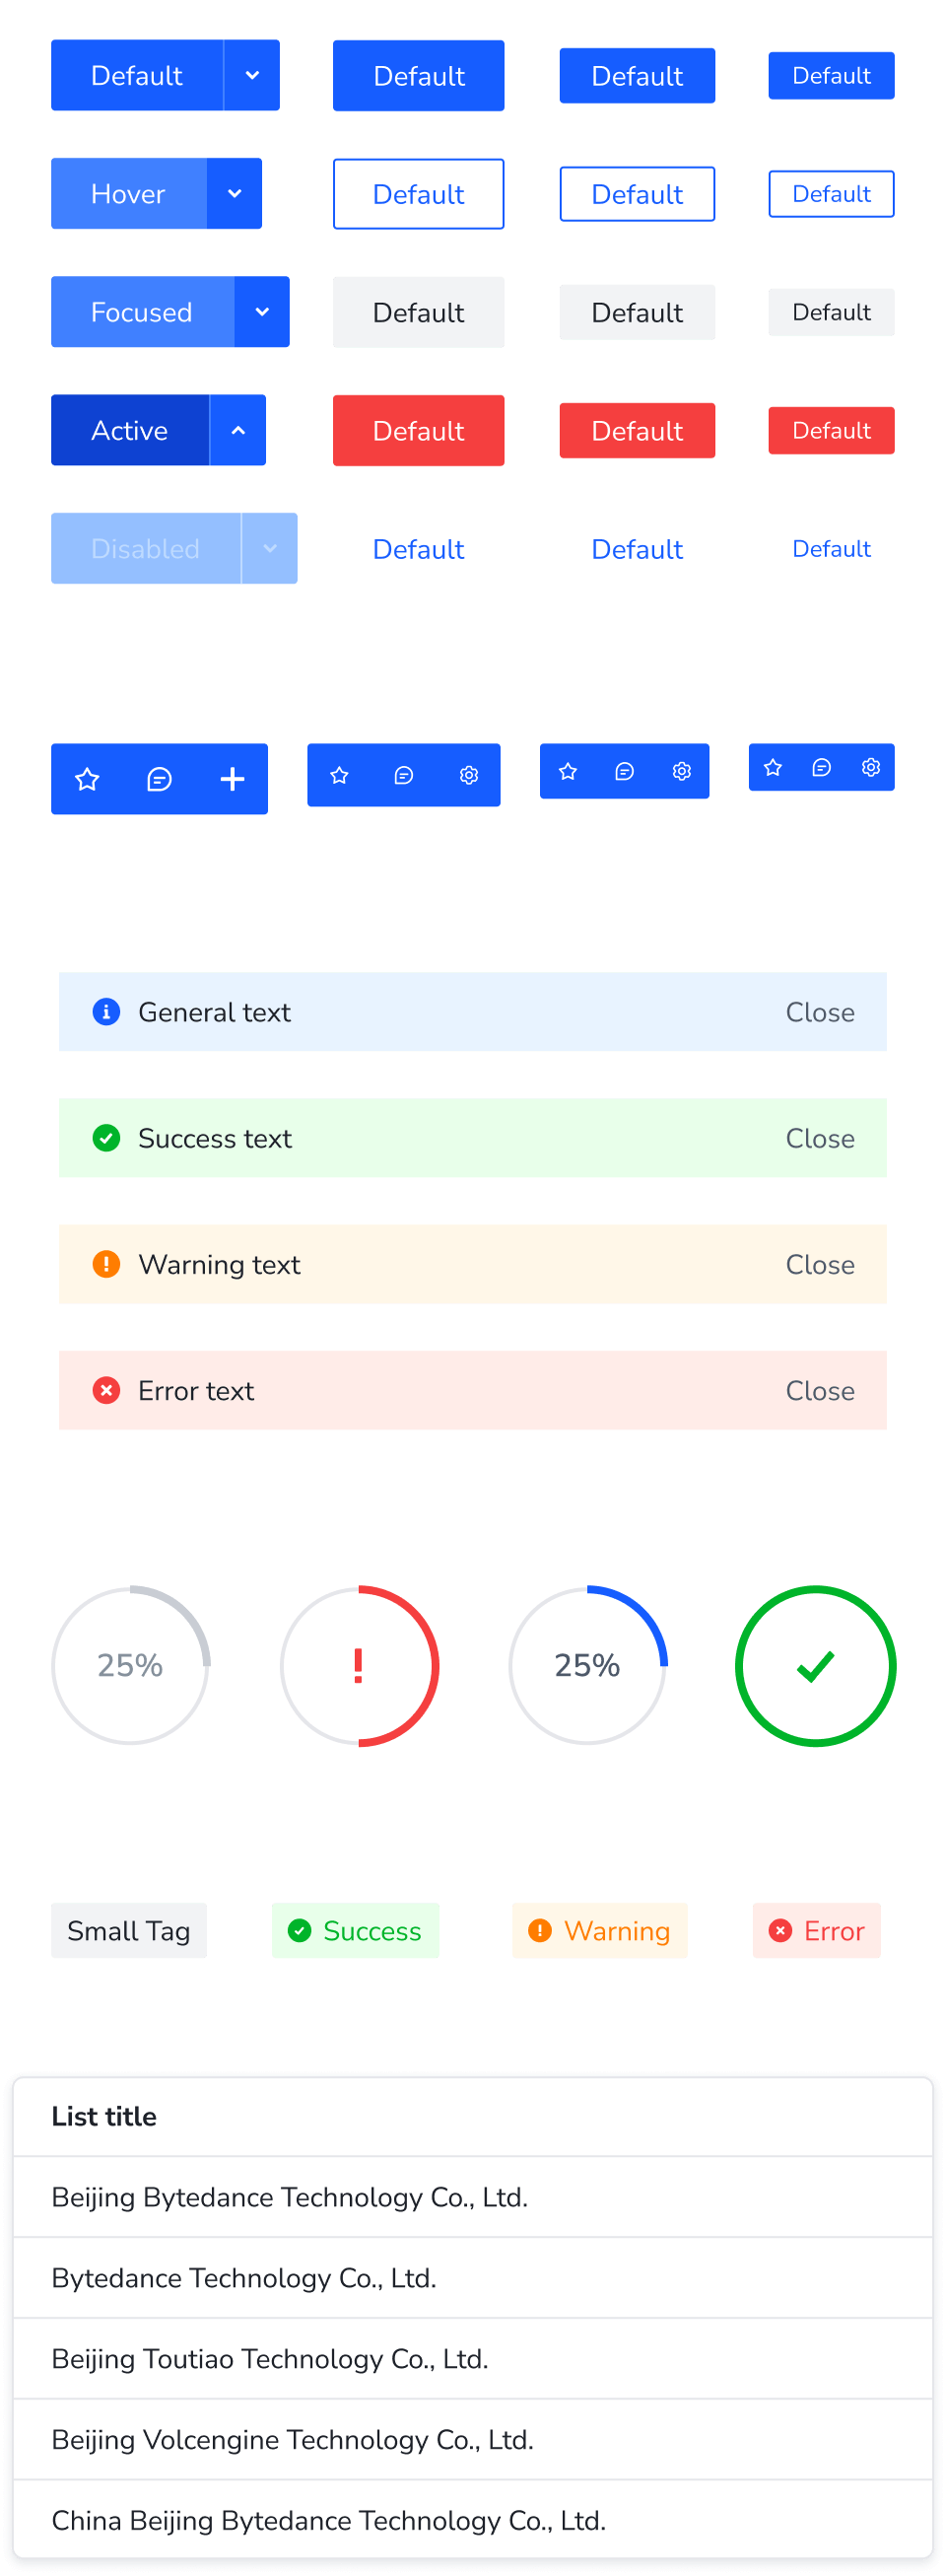 Default Default Default Default
Hover Default Default Default
Focused Default Default Default
Active Default Default Default
Disabled Default Default Default
General text Close
Success text Close
Warning text Close
Error text Close
25% ! 25%
Small Tag Success Warning Error
List title
Beijing Bytedance Technology Co., Ltd.
Bytedance Technology Co., Ltd.
Beijing Toutiao Technology Co., Ltd.
Beijing Volcengine Technology Co., Ltd.
China Beijing Bytedance Technology Co., Ltd.